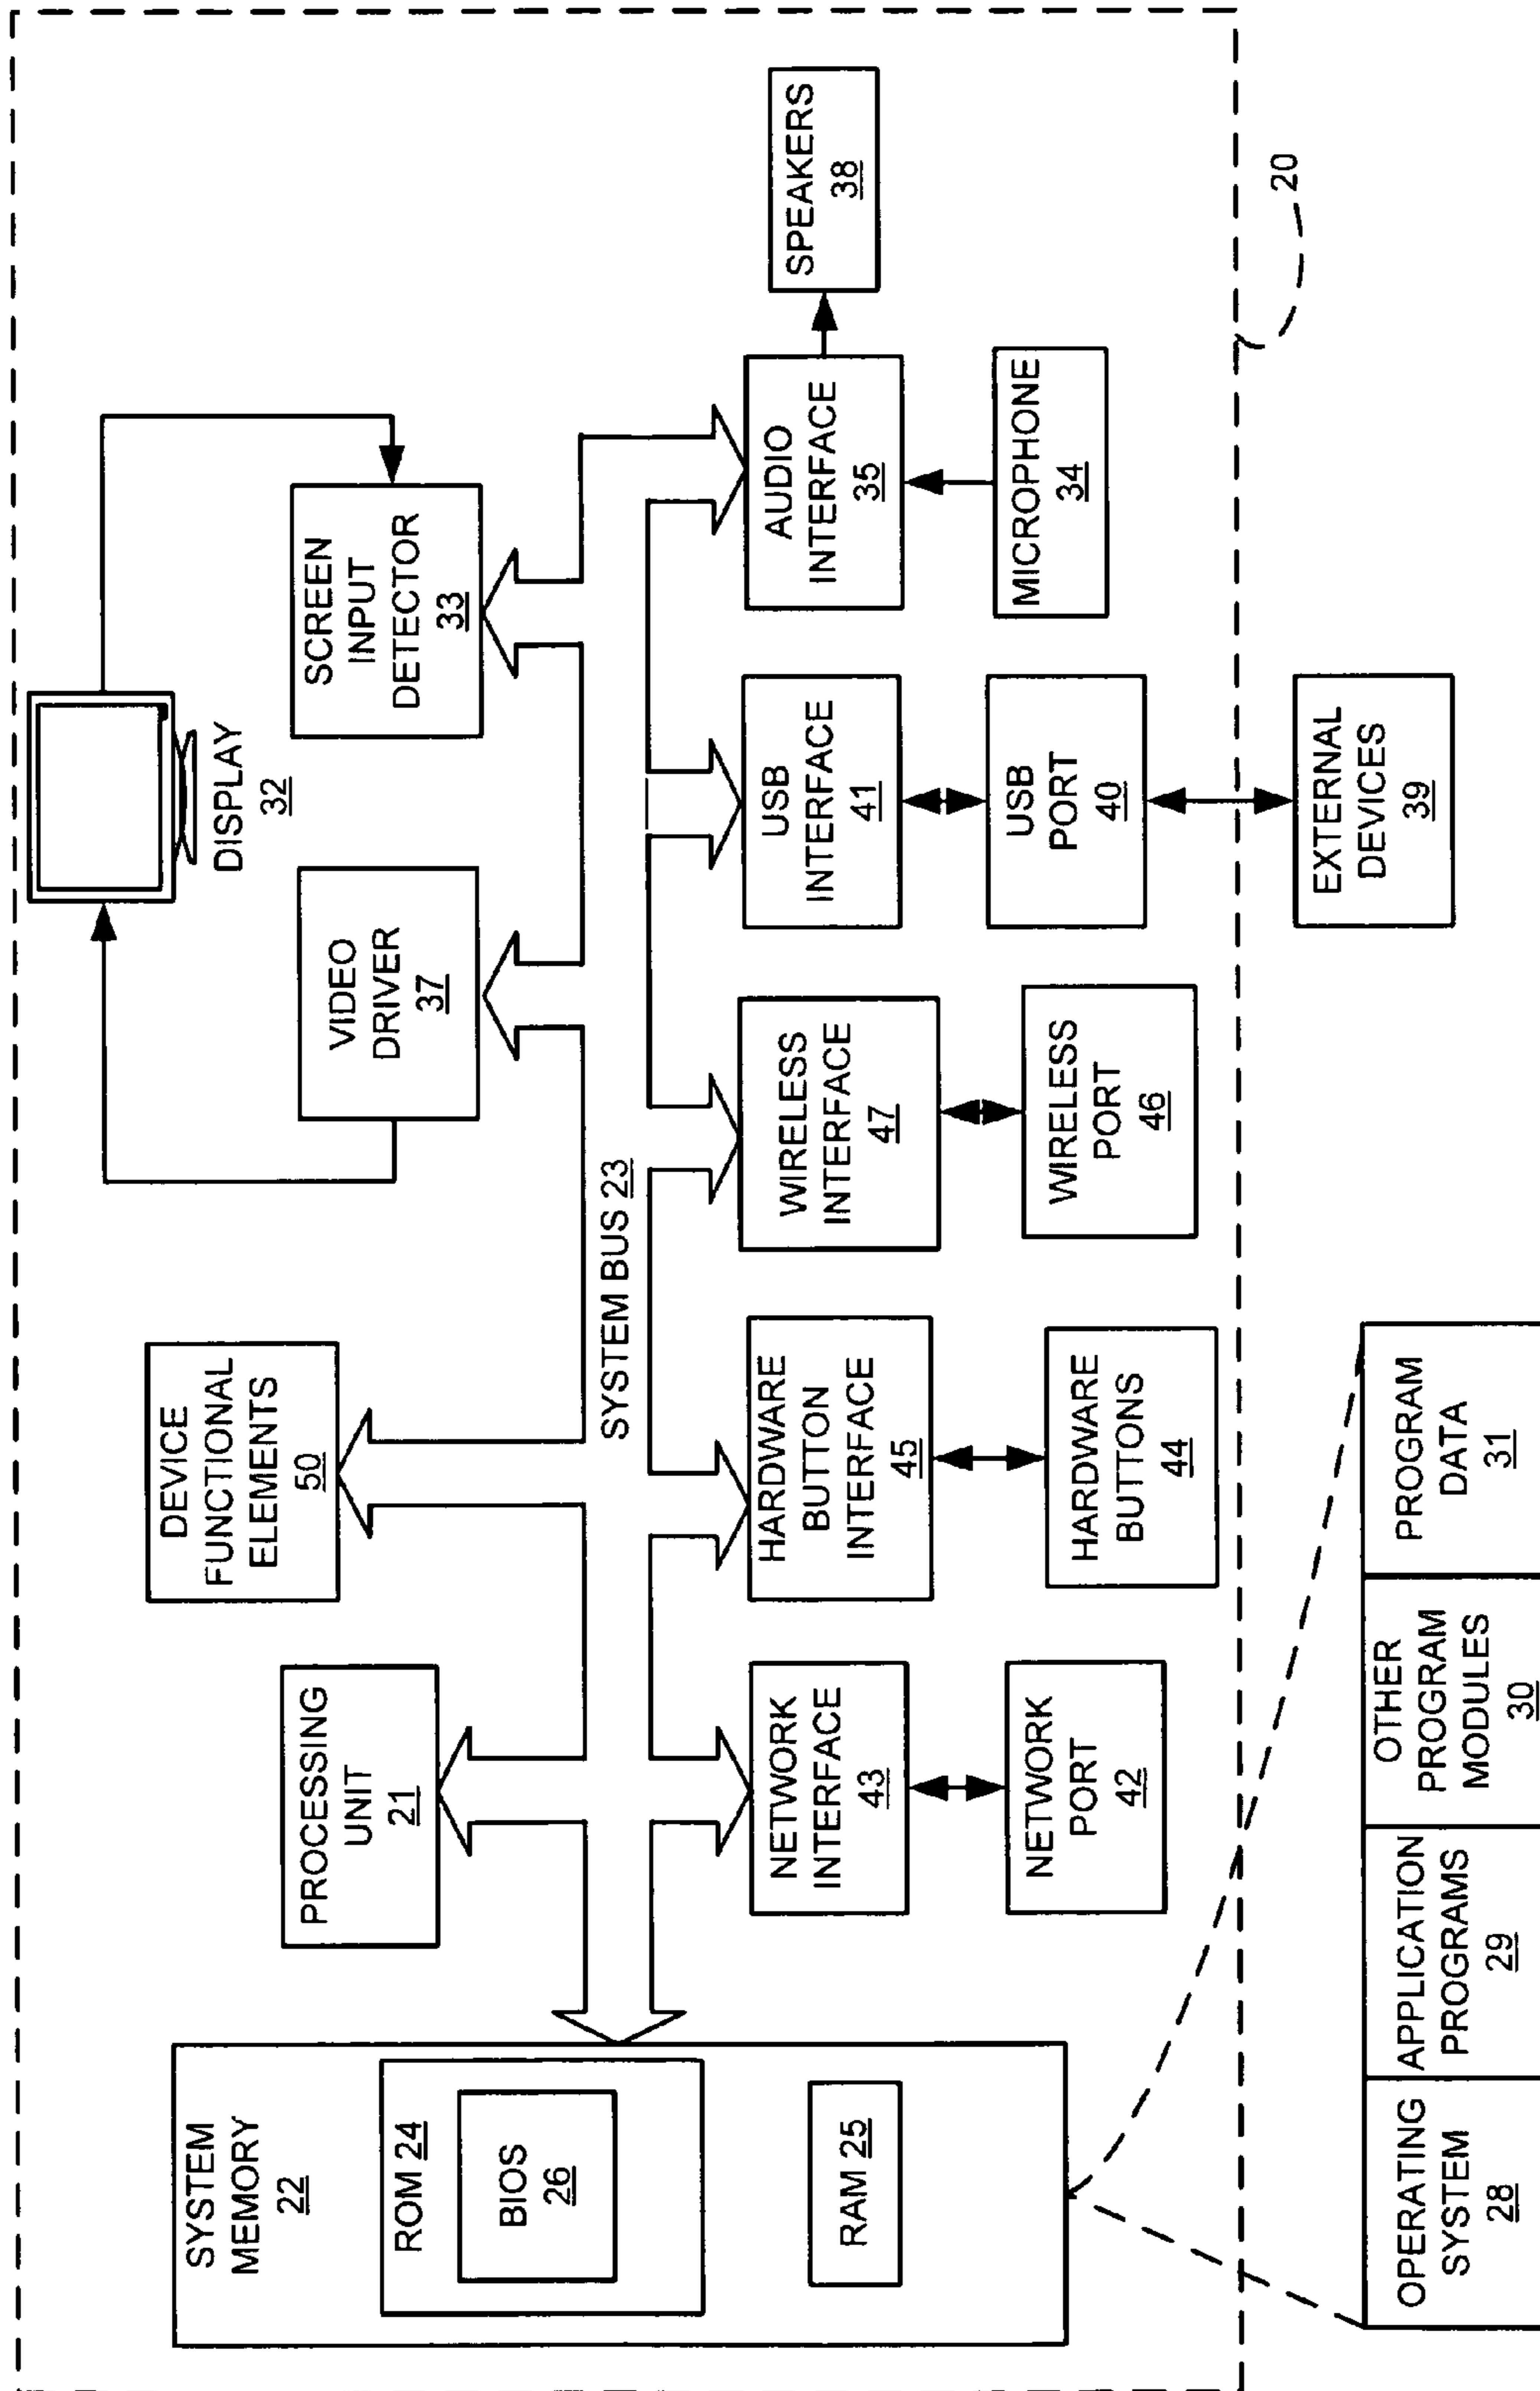 DISPLAY
32
DEVICE
FUNCTIONAL
ELEMENTS
50
PROCESSING
UNIT
21
VIDEO
DRIVER
37
SCREEN
INPUT
DETECTOR
33
SYSTEM
MEMORY
22
ROM 24
BIOS
26
RAM 25
SYSTEM BUS 23
NETWORK
INTERFACE
43
HARDWARE
BUTTON
INTERFACE
45
WIRELESS
INTERFACE
47
USB
INTERFACE
41
AUDIO
INTERFACE
35
SPEAKERS
38
NETWORK
PORT
42
HARDWARE
BUTTONS
44
WIRELESS
PORT
46
USB
PORT
40
MICROPHONE
34
20
EXTERNAL
DEVICES
39
OPERATING
SYSTEM
28
APPLICATION
PROGRAMS
29
OTHER
PROGRAM
MODULES
30
PROGRAM
DATA
31